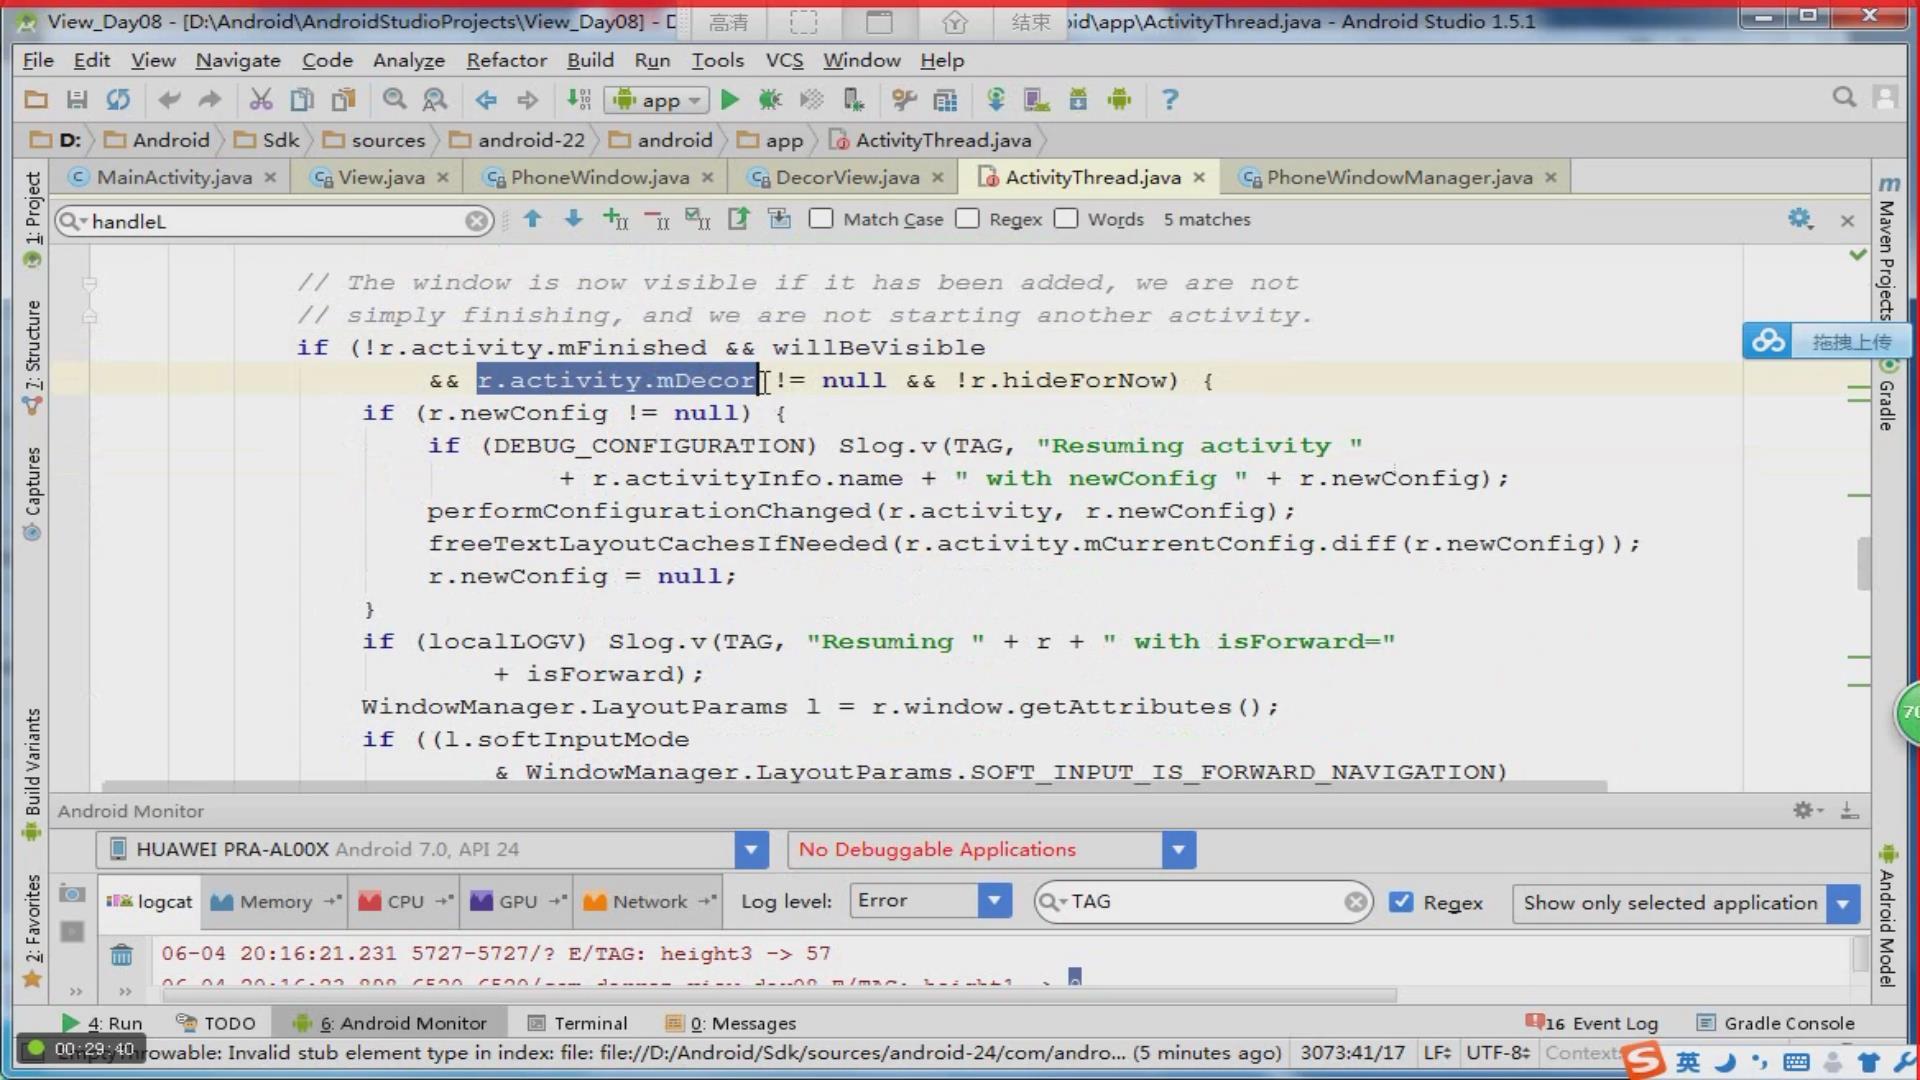 View_Day08 - [D:\Android\AndroidStudioProjects\View_Day08] - D
高清
结束
id\app\ActivityThread.java - Android Studio 1.5.1
File Edit View Navigate Code Analyze Refactor Build Run Tools VCS Window Help
app
D: Android Sdk sources android-22 android app ActivityThread.java
MainActivity.java View.java PhoneWindow.java DecorView.java ActivityThread.java PhoneWindowManager.java
handleL Match Case Regex Words 5 matches
// The window is now visible if it has been added, we are not
// simply finishing, and we are not starting another activity.
if (!r.activity.mFinished && willBeVisible
&& r.activity.mDecor != null && !r.hideForNow) {
if (r.newConfig != null) {
if (DEBUG_CONFIGURATION) Slog.v(TAG, "Resuming activity "
+ r.activityInfo.name + " with newConfig " + r.newConfig);
performConfigurationChanged(r.activity, r.newConfig);
freeTextLayoutCachesIfNeeded(r.activity.mCurrentConfig.diff(r.newConfig));
r.newConfig = null;
}
if (localLOGV) Slog.v(TAG, "Resuming " + r + " with isForward="
+ isForward);
WindowManager.LayoutParams l = r.window.getAttributes();
if ((l.softInputMode
& WindowManager.LayoutParams.SOFT_INPUT_IS_FORWARD_NAVIGATION)
1: Project
7: Structure
Captures
Build Variants
2: Favorites
Maven Projects
拖拽上传
Gradle
70
Android Model
Android Monitor
HUAWEI PRA-AL00X Android 7.0, API 24
No Debuggable Applications
logcat Memory CPU GPU Network Log level: Error TAG Regex Show only selected application
06-04 20:16:21.231 5727-5727/? E/TAG: height3 -> 57
4: Run TODO 6: Android Monitor Terminal 0: Messages 16 Event Log Gradle Console
00:29:40
Throwable: Invalid stub element type in index: file: file://D:/Android/Sdk/sources/android-24/com/andro... (5 minutes ago) 3073:41/17 LF UTF-8 Context:
英